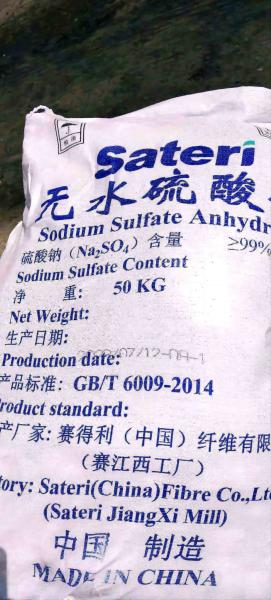 Sateri
无水硫酸
Sodium Sulfate Anhydr
硫酸钠（Na₂SO₄）含量 ≥99%
Sodium Sulfate Content
净 重: 50 KG
Net Weight:
生产日期:
Production date:
产品标准: GB/T 6009-2014
Product standard:
产厂家: 赛得利（中国）纤维有限
（赛江西工厂）
tory: Sateri(China)Fibre Co.,Lt
(Sateri JiangXi Mill)
中国 制造
MADE IN CHINA